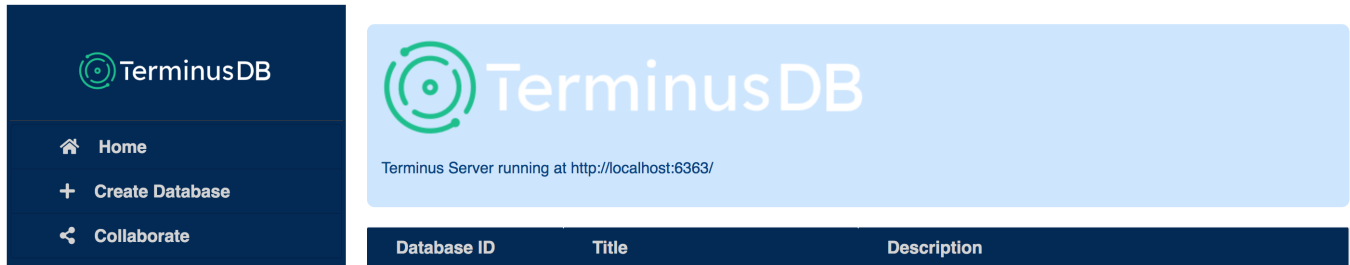 TerminusDB
Home
Create Database
Collaborate
TerminusDB
Terminus Server running at http://localhost:6363/
Database ID Title Description